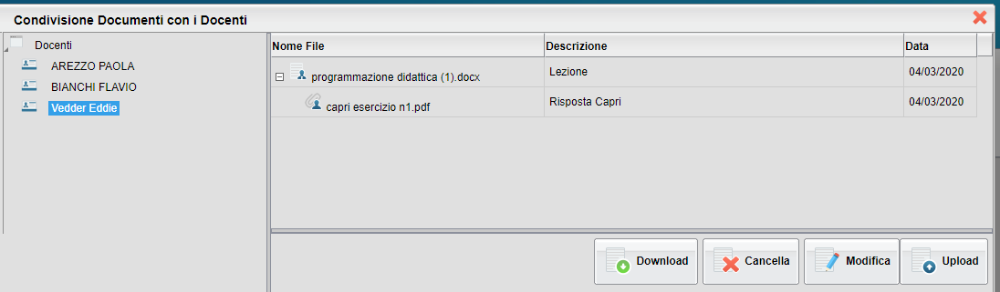 Condivisione Documenti con i Docenti
Docenti
AREZZO PAOLA
BIANCHI FLAVIO
Vedder Eddie
Nome File Descrizione Data
programmazione didattica (1).docx Lezione 04/03/2020
capri esercizio n1.pdf Risposta Capri 04/03/2020
Download Cancella Modifica Upload